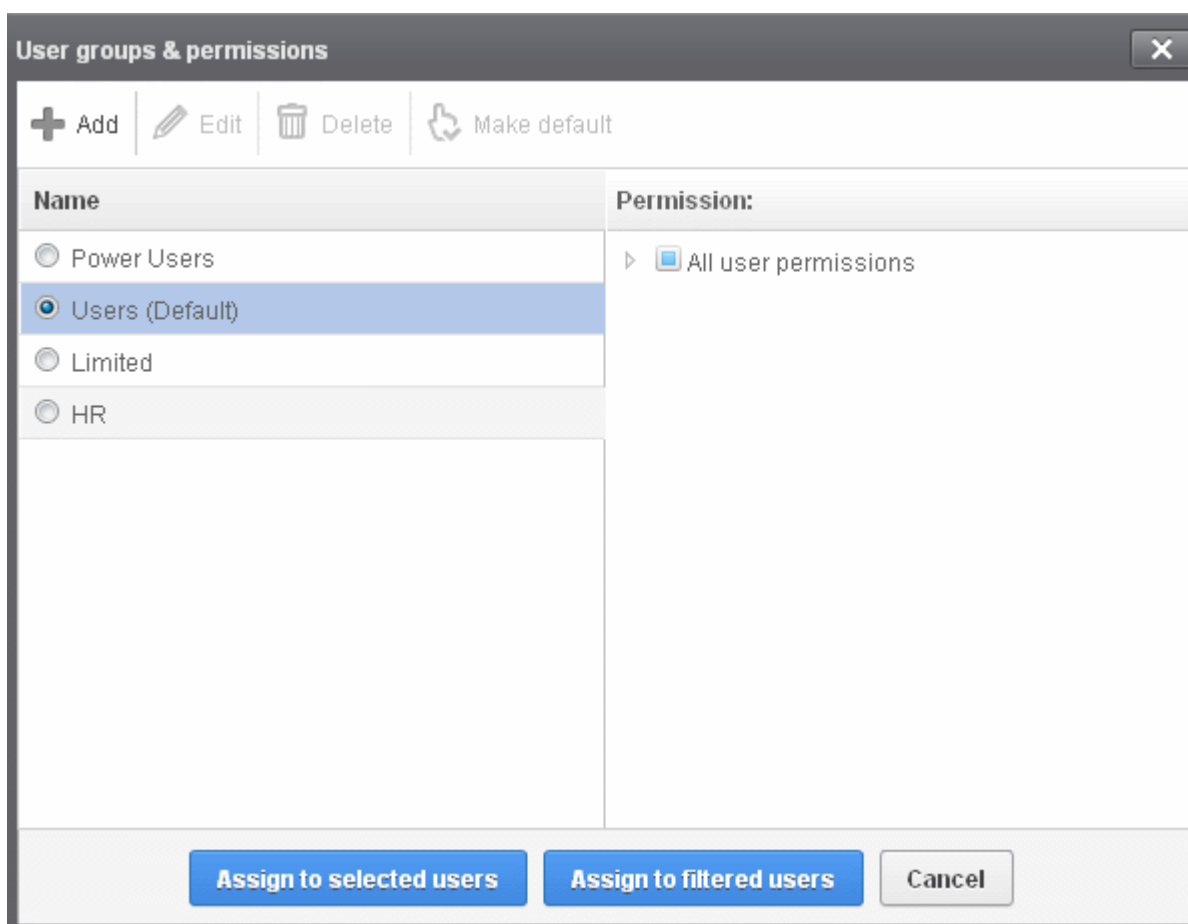 User groups & permissions
Add Edit Delete Make default
Name Permission:
Power Users All user permissions
Users (Default)
Limited
HR
Assign to selected users Assign to filtered users Cancel